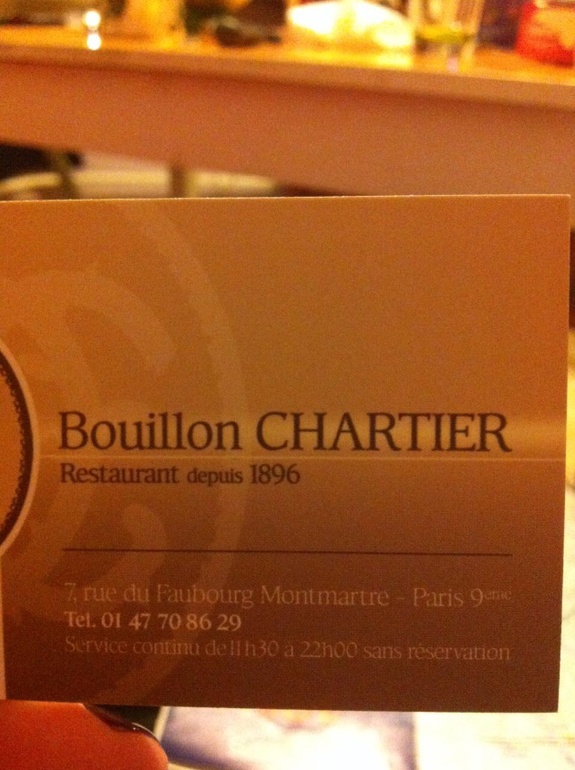 Bouillon CHARTIER
Restaurant depuis 1896
7, rue du Faubourg Montmartre - Paris 9eme
Tel. 01 47 70 86 29
Service continu de 11h30 à 22h00 sans réservation